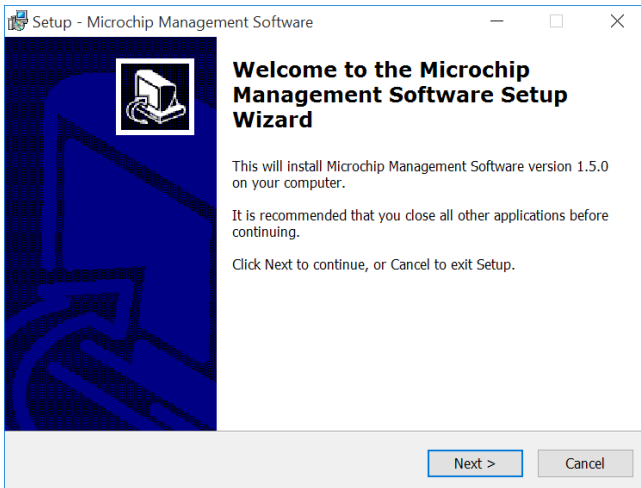 Setup - Microchip Management Software
Welcome to the Microchip
Management Software Setup
Wizard
This will install Microchip Management Software version 1.5.0
on your computer.
It is recommended that you close all other applications before
continuing.
Click Next to continue, or Cancel to exit Setup.
Next >
Cancel